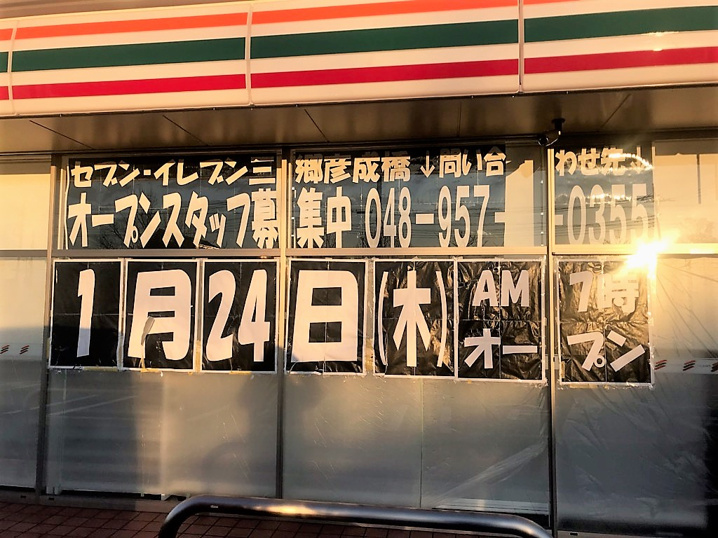 セブン-イレブン三郷彦成橋↓問い合わせ先↓
オープンスタッフ募集中 048-957-0355
1月24日(木)AM7時
オープン